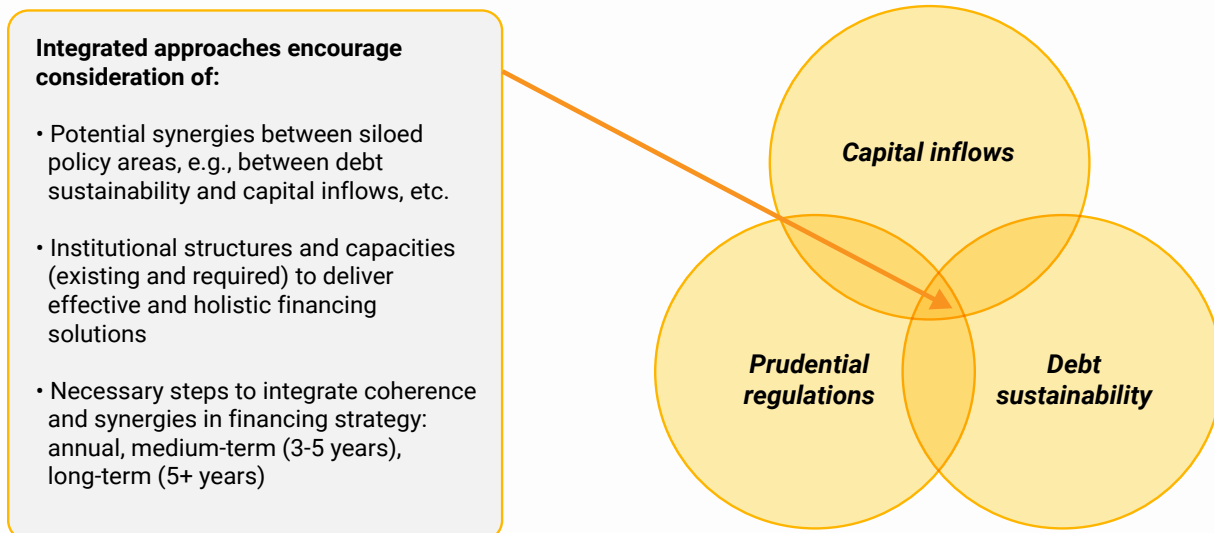 Integrated approaches encourage
consideration of:
• Potential synergies between siloed
policy areas, e.g., between debt
sustainability and capital inflows, etc.
• Institutional structures and capacities
(existing and required) to deliver
effective and holistic financing
solutions
• Necessary steps to integrate coherence
and synergies in financing strategy:
annual, medium-term (3-5 years),
long-term (5+ years)
Capital inflows
Prudential
regulations
Debt
sustainability